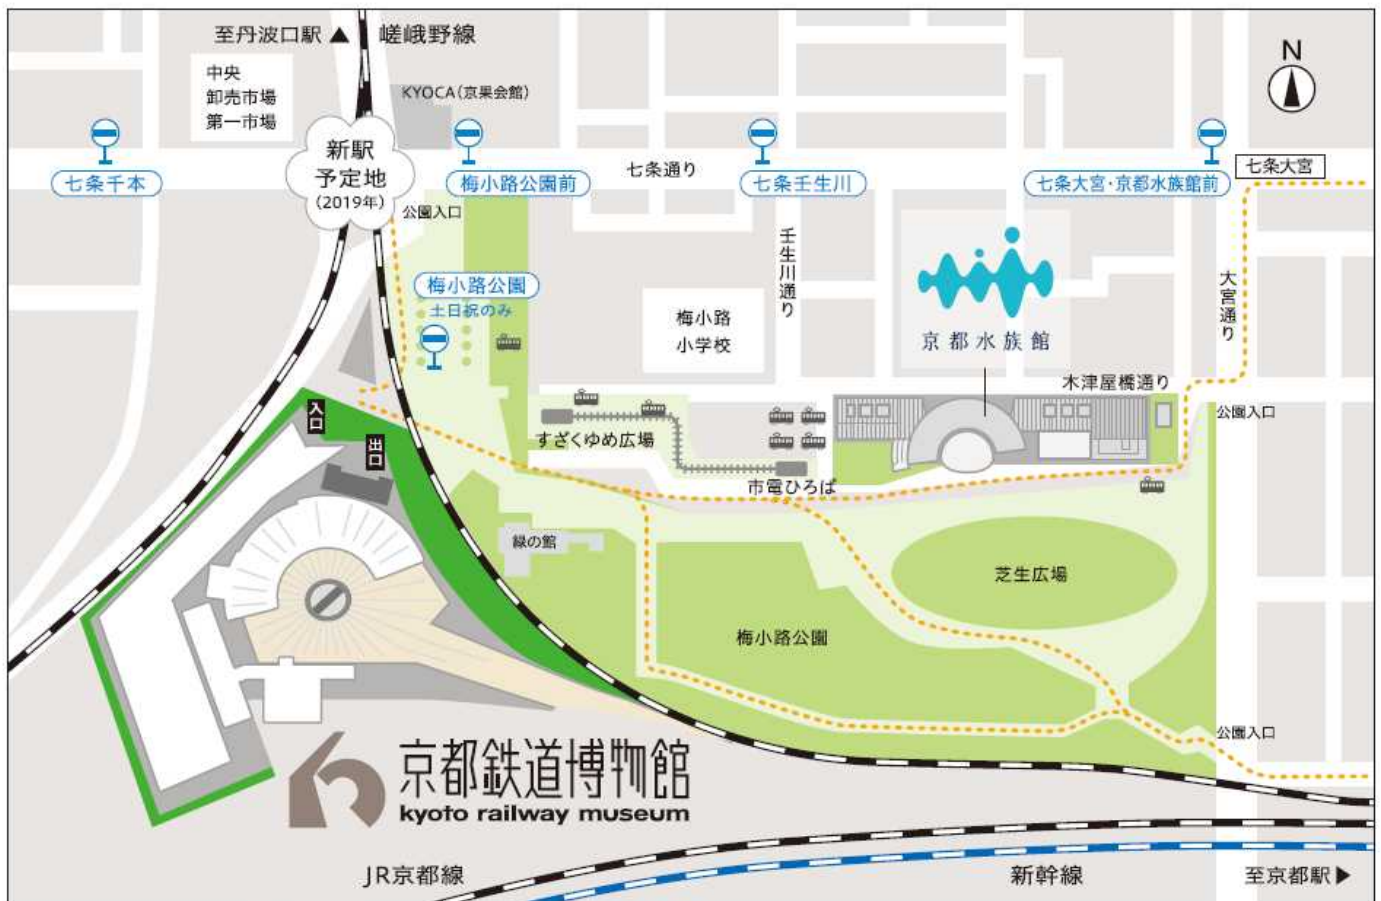 至丹波口駅▲
嵯峨野線
N
中央
卸売市場
第一市場
KYOCA（京果会館）
新駅
予定地
（2019年）
七条千本
梅小路公園前
七条通り
七条壬生川
七条大宮・京都水族館前
七条大宮
公園入口
壬生川通り
梅小路公園
土日祝のみ
大宮通り
梅小路
小学校
京都水族館
木津屋橋通り
公園入口
入口
出口
すざくゆめ広場
市電ひろば
緑の館
芝生広場
梅小路公園
公園入口
京都鉄道博物館
kyoto railway museum
JR京都線
新幹線
至京都駅▶